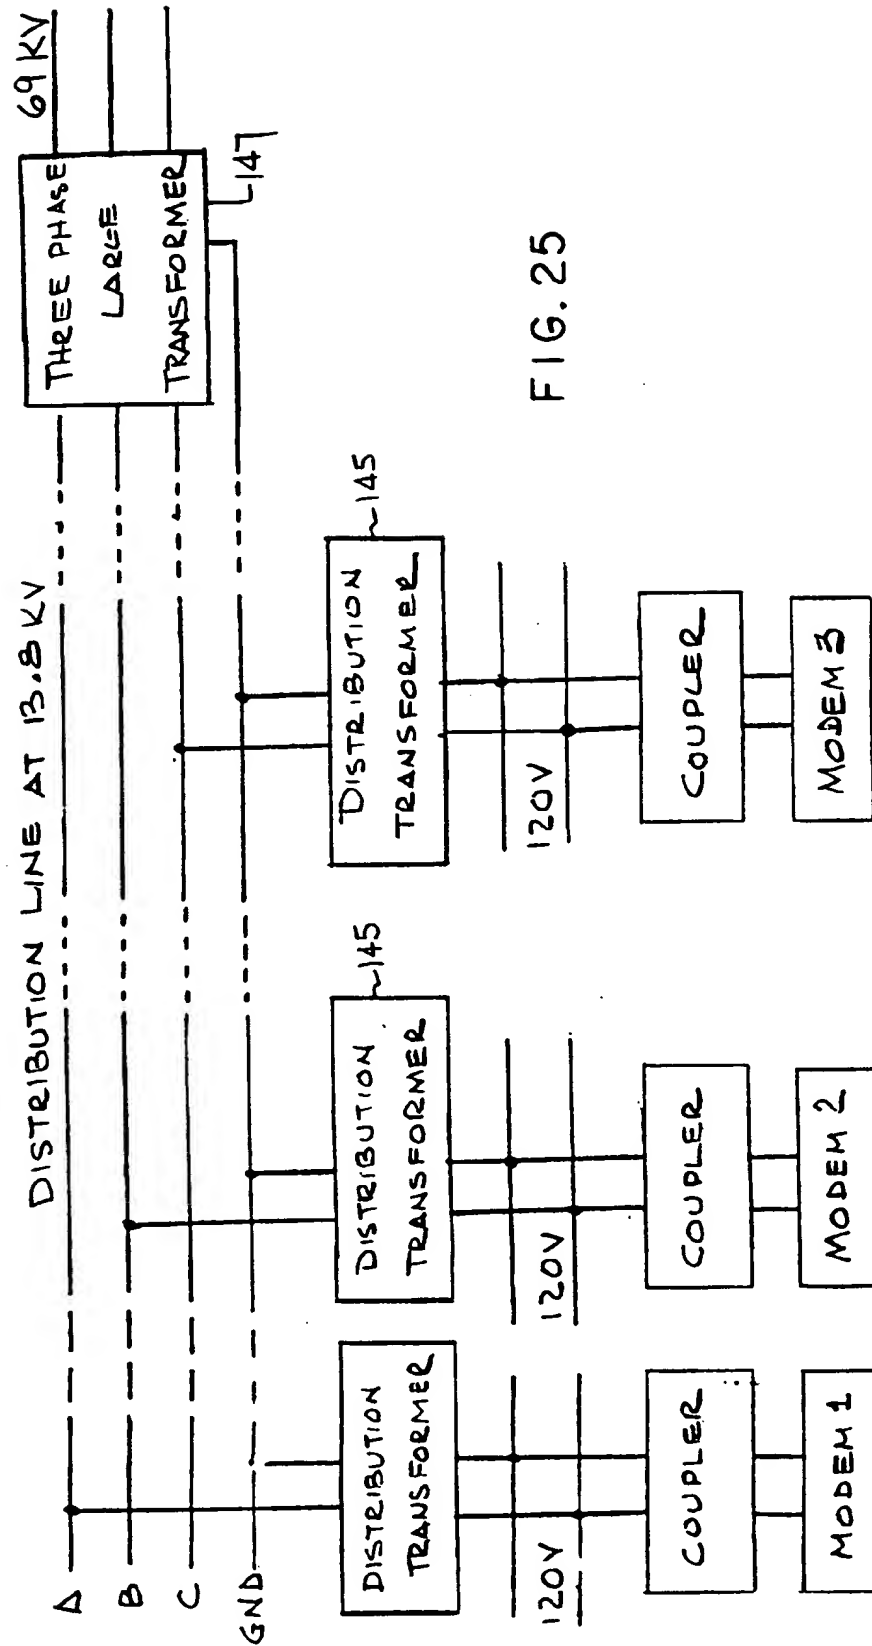 DISTRIBUTION LINE AT 13.8 KV
69 KV
A
B
C
GND
THREE PHASE
LARGE
TRANSFORMER
147
DISTRIBUTION
TRANSFORMER
DISTRIBUTION
TRANSFORMER
145
DISTRIBUTION
TRANSFORMER
145
120V
120V
120V
COUPLER
COUPLER
COUPLER
MODEM 1
MODEM 2
MODEM 3
FIG. 25